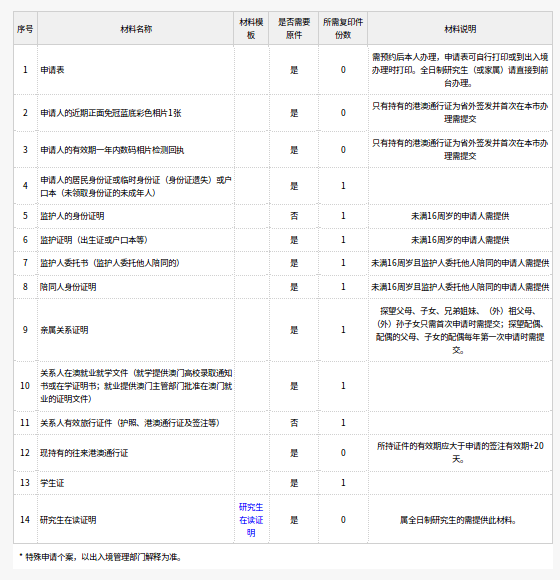 序号 材料名称 材料模 是否需要 所需复印件 材料说明
板 原件 份数
需预约后本人办理，申请表可自行打印或到出入境
1 申请表 是 0 办理时打印。全日制研究生（或家属）请直接到前
台办理。
2 申请人的近期正面免冠蓝底彩色相片1张 是 0 只有持有的港澳通行证为省外签发并首次在本市办
理需提交
3 申请人的有效期一年内数码相片检测回执 是 0 只有持有的港澳通行证为省外签发并首次在本市办
理需提交
4 申请人的居民身份证或临时身份证（身份证遗失）或户 是 1
口本（未领取身份证的未成年人）
5 监护人的身份证明 否 1 未满16周岁的申请人需提供
6 监护证明（出生证或户口本等） 是 1 未满16周岁的申请人需提供
7 监护人委托书（监护人委托他人陪同的） 是 1 未满16周岁且监护人委托他人陪同的申请人需提供
8 陪同人身份证明 是 1 未满16周岁且监护人委托他人陪同的申请人需提供
探望父母、子女、兄弟姐妹、（外）祖父母、
9 亲属关系证明 是 1 （外）孙子女只需首次申请时需提交；探望配偶、
配偶的父母、子女的配偶每年第一次申请时需提
交。
关系人在澳就业就学文件（就学提供澳门高校录取通知
10 书或在学证明书；就业提供澳门主管部门批准在澳门就 是 1
业的证明文件）
11 关系人有效旅行证件（护照、港澳通行证及签注等） 否 1
12 现持有的往来港澳通行证 是 0 所持证件的有效期应大于申请的签注有效期+20
天。
13 学生证 是 1
研究生
14 研究生在读证明 在读证 是 0 属全日制研究生的需提供此材料。
明
* 特殊申请个案，以出入境管理部门解释为准。